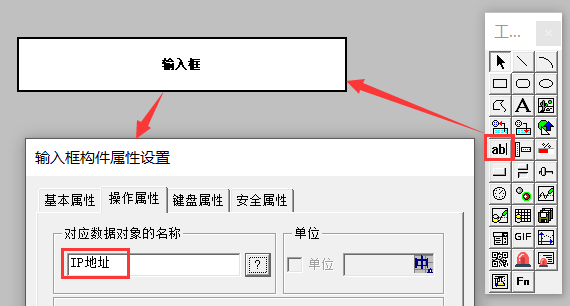 工...
×
输入框
A
ab|
输入框构件属性设置
基本属性 操作属性 键盘属性 安全属性
对应数据对象的名称 单位
IP地址 ? 单位 中
GIF
Fn